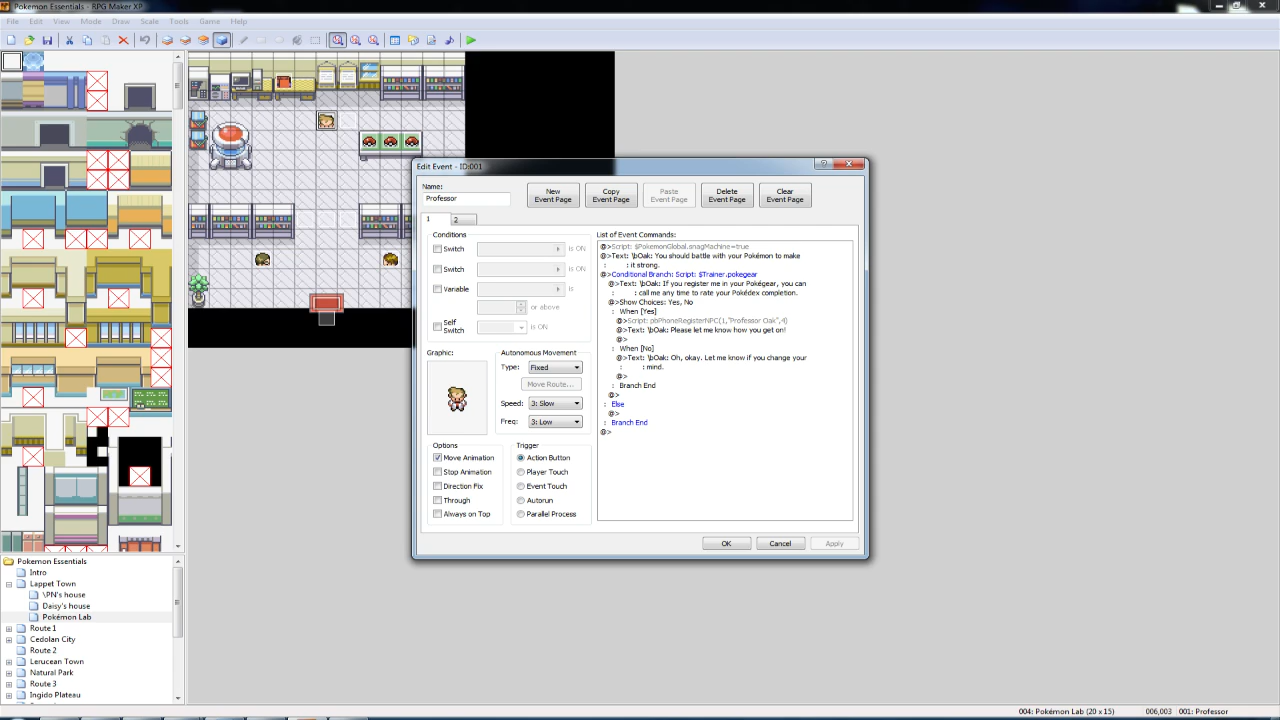 Pokemon Essentials - RPG Maker XP
File Edit View Mode Draw Scale Tools Game Help
Edit Event - ID:001
Name:
Professor
New Event Page
Copy Event Page
Paste Event Page
Delete Event Page
Clear Event Page
1 2
Conditions
Switch is ON
Switch is ON
Variable is
or above
Self Switch is ON
Graphic:
Autonomous Movement
Type: Fixed
Move Route...
Speed: 3: Slow
Freq: 3: Low
Options
Move Animation
Stop Animation
Direction Fix
Through
Always on Top
Trigger
Action Button
Player Touch
Event Touch
Autorun
Parallel Process
List of Event Commands:
@>Script: $PokemonGlobal.snagMachine=true
@>Text: \bOak: You should battle with your Pokémon to make
: : it strong.
@>Conditional Branch: Script: $Trainer.pokegear
@>Text: \bOak: If you register me in your Pokégear, you can
: : call me any time to rate your Pokédex completion.
@>Show Choices: Yes, No
: When [Yes]
@>Script: pbPhoneRegisterNPC(1,"Professor Oak",4)
@>Text: \bOak: Please let me know how you get on!
@>
: When [No]
@>Text: \bOak: Oh, okay. Let me know if you change your
: : mind.
@>
: Branch End
@>
: Else
@>
: Branch End
@>
OK Cancel Apply
Pokemon Essentials
Intro
Lappet Town
\PN's house
Daisy's house
Pokémon Lab
Route 1
Cedolan City
Route 2
Lerucean Town
Natural Park
Route 3
Ingido Plateau
004: Pokémon Lab (20 x 15) 006,003 001: Professor